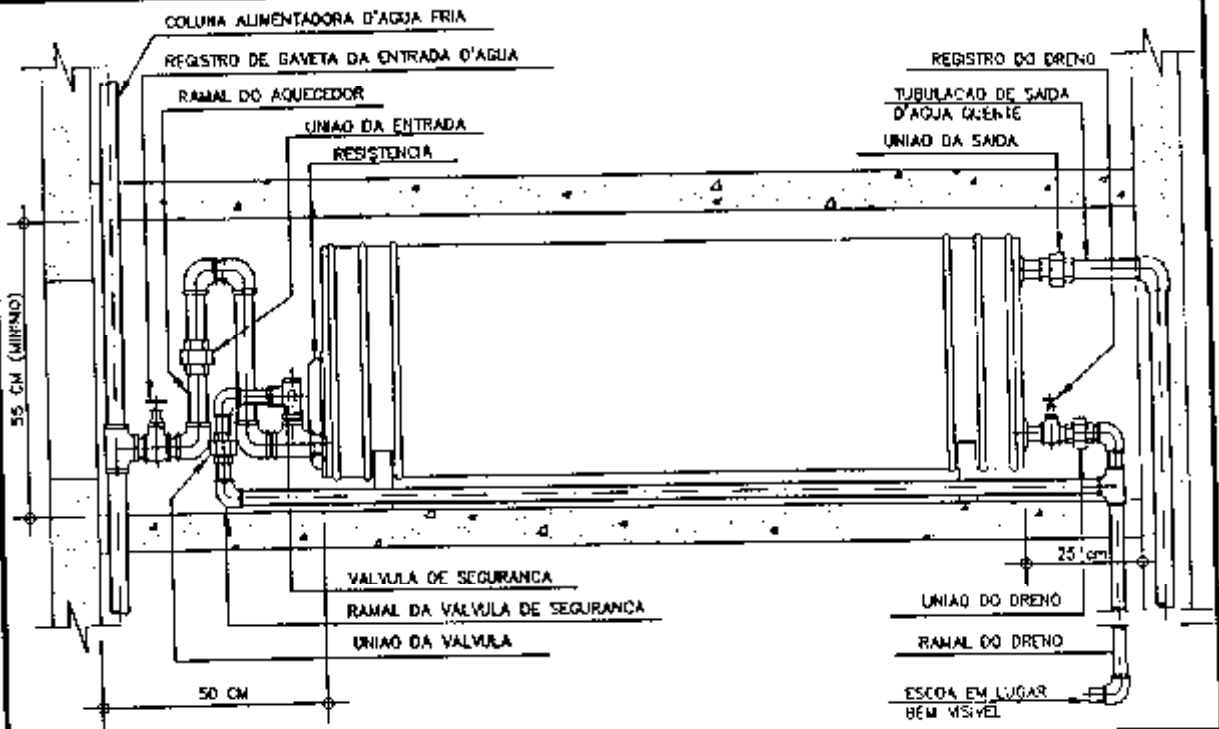 COLUNA ALIMENTADORA D'AGUA FRIA
REGISTRO DE GAVETA DA ENTRADA D'AGUA
RAMAL DO AQUECEDOR
UNIAO DA ENTRADA
RESISTENCIA
REGISTRO DO DRENO
TUBULACAO DE SAIDA
D'AGUA QUENTE
UNIAO DA SAIDA
55 CM (MINIMO)
VALVULA DE SEGURANCA
RAMAL DA VALVULA DE SEGURANCA
UNIAO DA VALVULA
50 CM
25 cm
UNIAO DO DRENO
RAMAL DO DRENO
ESCOA EM LUGAR
BEM VISIVEL